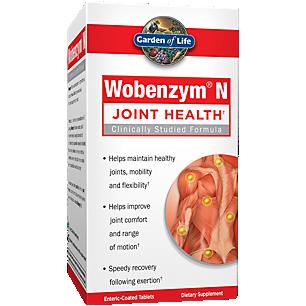 Garden of Life
Wobenzym® N
JOINT HEALTH†
Clinically Studied Formula
• Helps maintain healthy
joints, mobility
and flexibility†
• Helps improve
joint comfort
and range
of motion†
• Speedy recovery
following exertion†
Enteric-Coated Tablets
Dietary Supplement